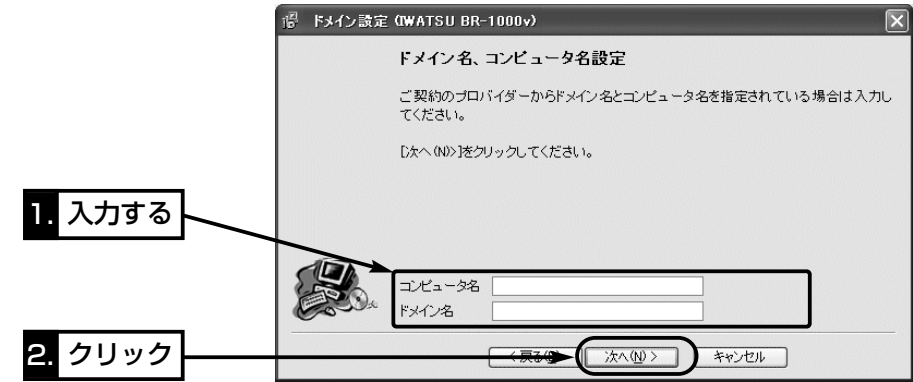 ドメイン設定 (IWATSU BR-1000v)
ドメイン名、コンピュータ名設定
ご契約のプロバイダーからドメイン名とコンピュータ名を指定されている場合は入力し
てください。
[次へ(N)>]をクリックしてください。
1. 入力する
コンピュータ名
ドメイン名
2. クリック
< 戻る 次へ(N) > キャンセル